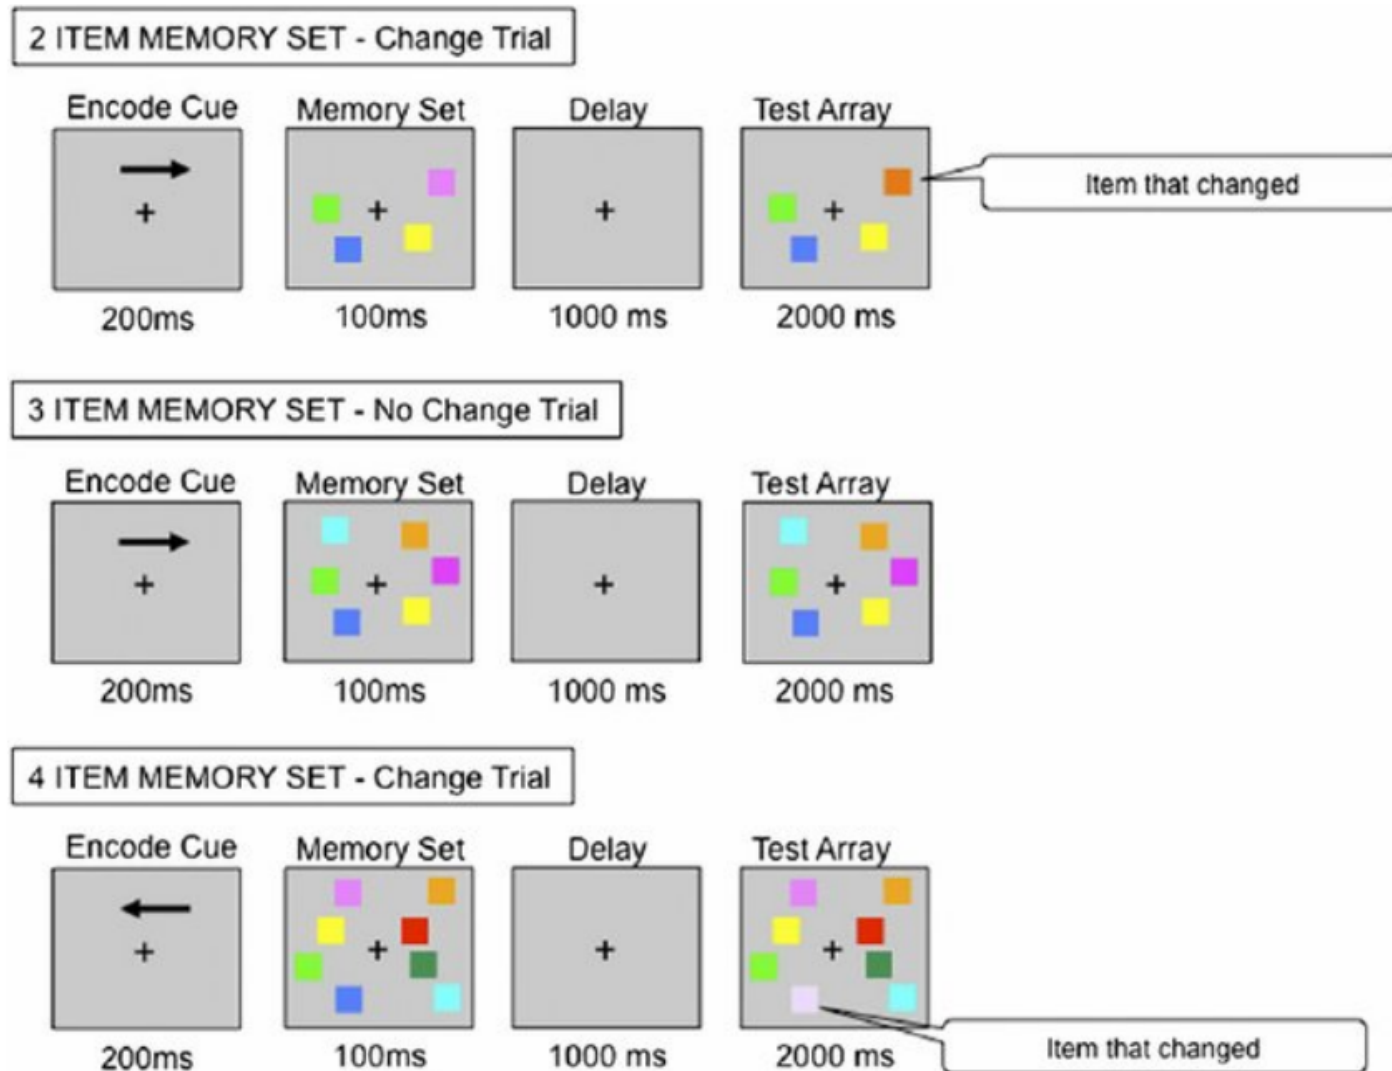 2 ITEM MEMORY SET - Change Trial
Encode Cue Memory Set Delay Test Array
Item that changed
200ms 100ms 1000 ms 2000 ms
3 ITEM MEMORY SET - No Change Trial
Encode Cue Memory Set Delay Test Array
200ms 100ms 1000 ms 2000 ms
4 ITEM MEMORY SET - Change Trial
Encode Cue Memory Set Delay Test Array
200ms 100ms 1000 ms 2000 ms
Item that changed